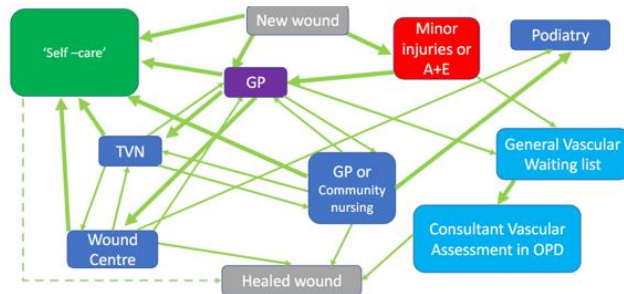 New wound
'Self –care'
Minor
injuries or
A+E
Podiatry
GP
TVN
General Vascular
Waiting list
GP or
Community
nursing
Wound
Centre
Consultant Vascular
Assessment in OPD
Healed wound